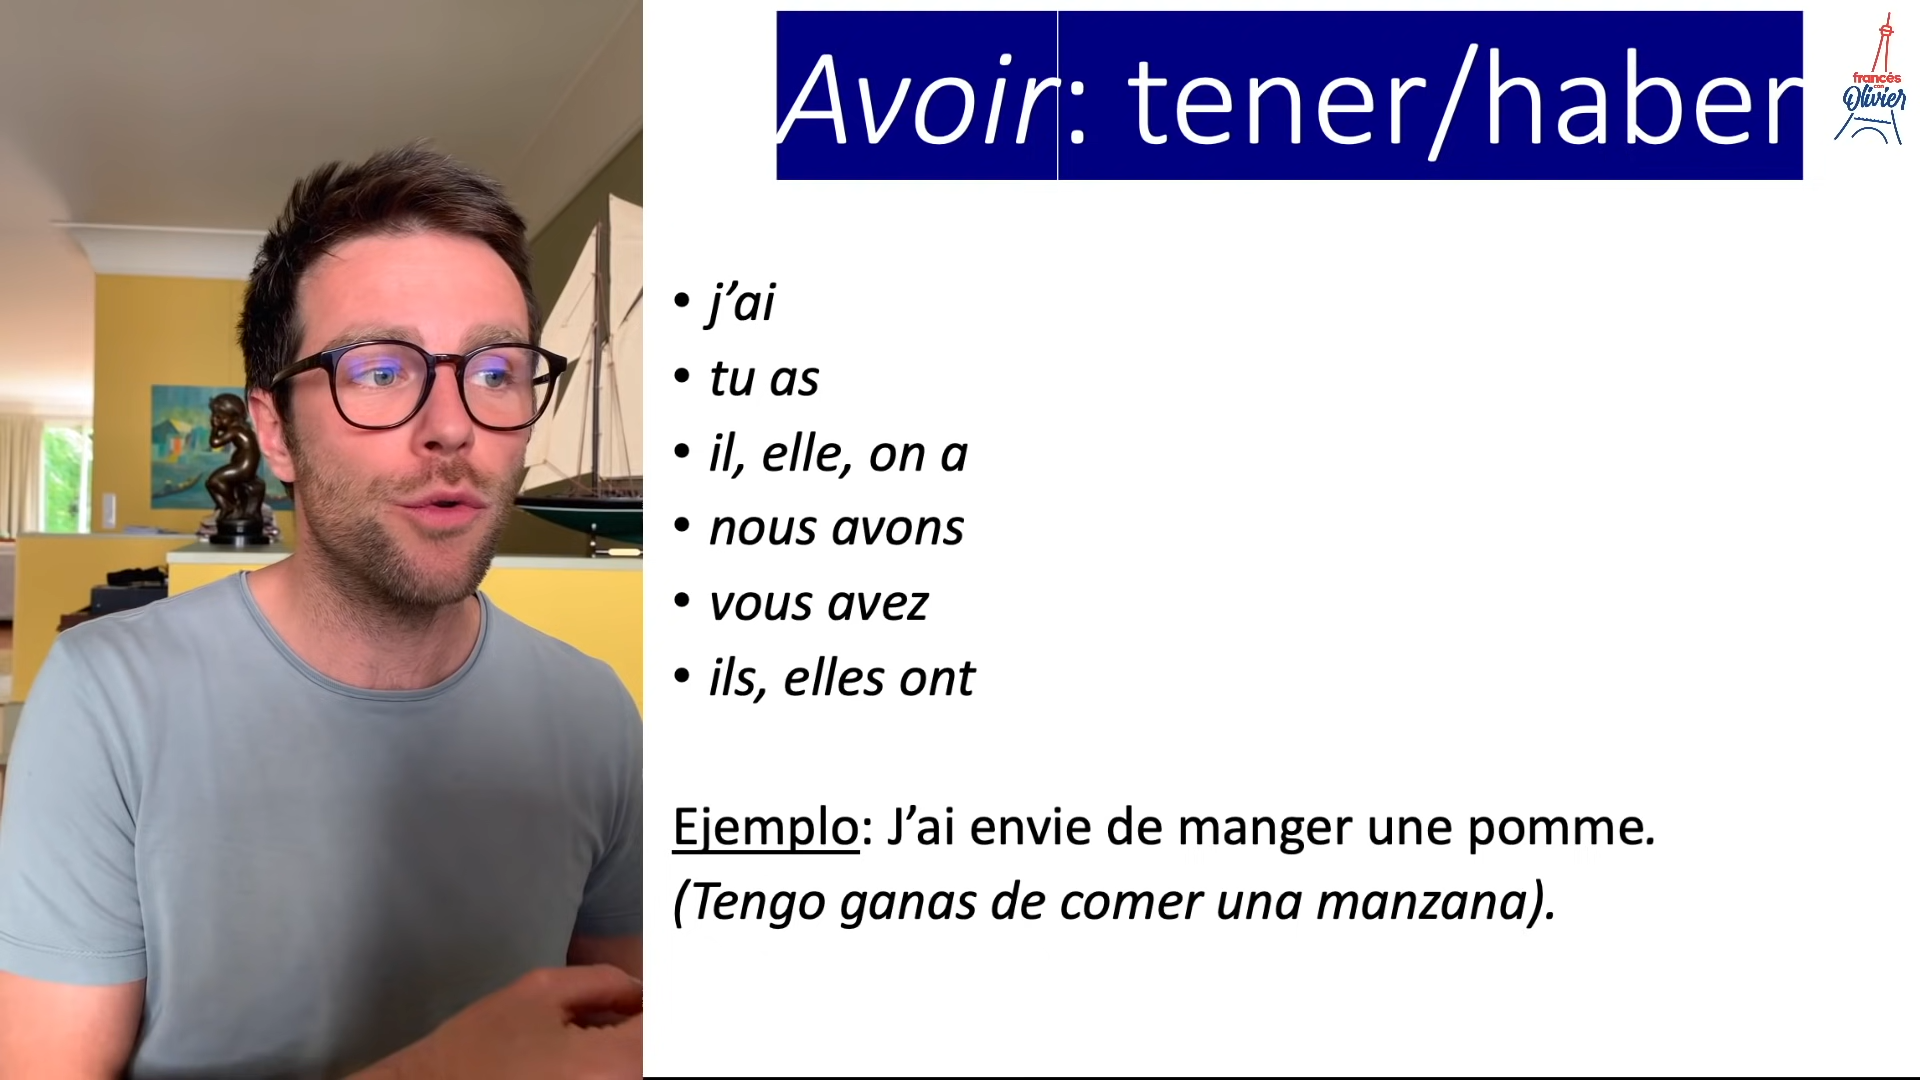 Avoir: tener/haber
francés
con
Olivier
• j’ai
• tu as
• il, elle, on a
• nous avons
• vous avez
• ils, elles ont
Ejemplo: J’ai envie de manger une pomme.
(Tengo ganas de comer una manzana).